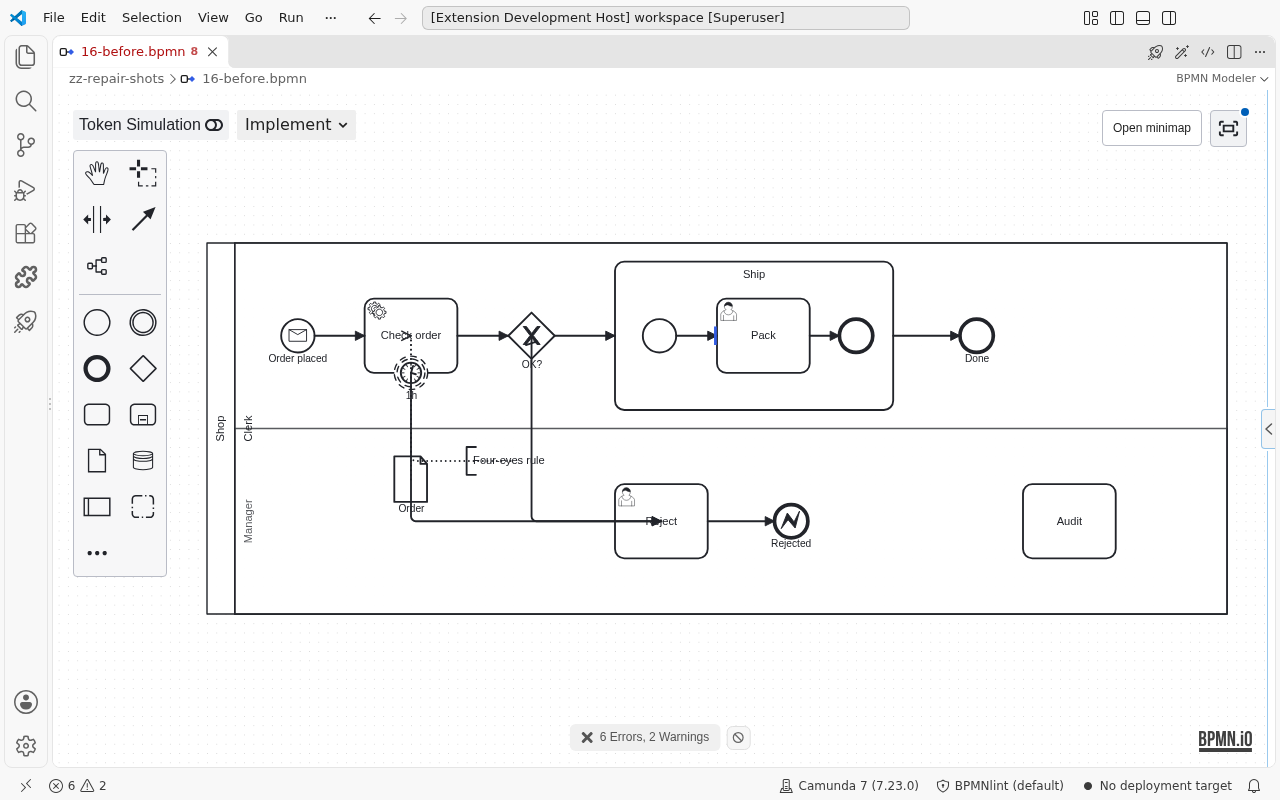 File Edit Selection View Go Run ···
[Extension Development Host] workspace [Superuser]
16-before.bpmn 8
zz-repair-shots 16-before.bpmn
BPMN Modeler
Token Simulation
Implement
Open minimap
Ship
Check order
Pack
Order placed
OK?
Done
1h
Shop
Clerk
Four-eyes rule
Order
Manager
Reject
Rejected
Audit
6 Errors, 2 Warnings
BPMN.iO
6 2
Camunda 7 (7.23.0)
BPMNlint (default)
No deployment target